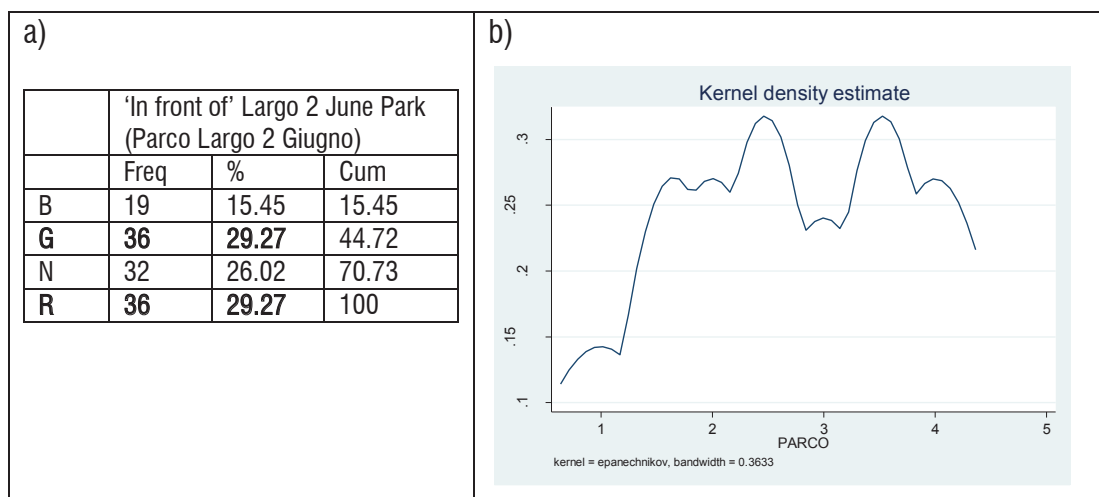 a)
‘In front of’ Largo 2 June Park
(Parco Largo 2 Giugno)
Freq % Cum
B 19 15.45 15.45
G 36 29.27 44.72
N 32 26.02 70.73
R 36 29.27 100
b)
Kernel density estimate
.3
.25
.2
.15
.1
1 2 3 4 5
PARCO
kernel = epanechnikov, bandwidth = 0.3633